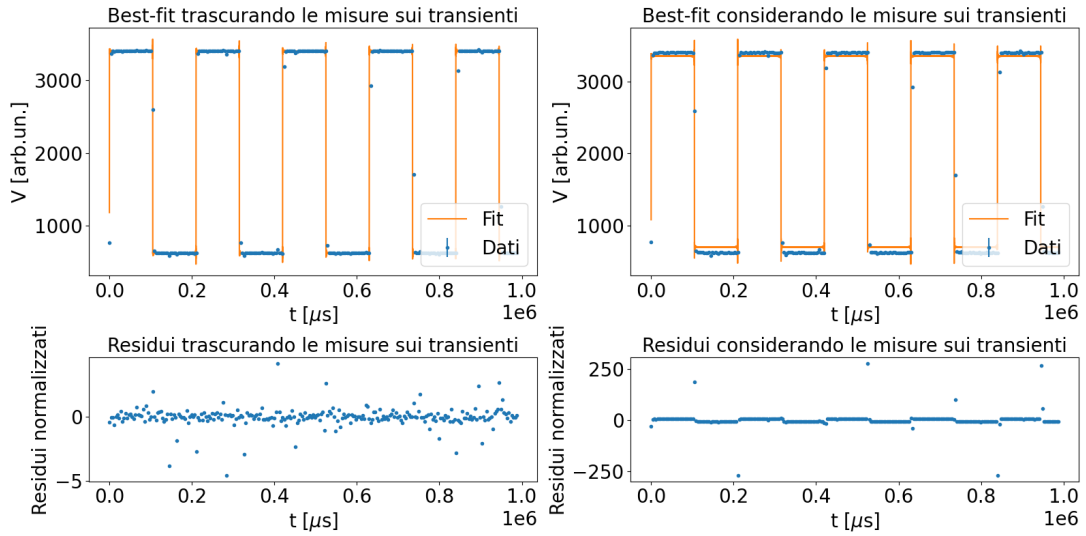 Best-fit trascurando le misure sui transienti
V [arb.un.]
3000
2000
1000
Fit
Dati
0.0 0.2 0.4 0.6 0.8 1.0
t [μs]
1e6
Best-fit considerando le misure sui transienti
V [arb.un.]
3000
2000
1000
Fit
Dati
0.0 0.2 0.4 0.6 0.8 1.0
t [μs]
1e6
Residui trascurando le misure sui transienti
Residui normalizzati
0
−5
0.0 0.2 0.4 0.6 0.8 1.0
t [μs]
1e6
Residui considerando le misure sui transienti
Residui normalizzati
250
0
−250
0.0 0.2 0.4 0.6 0.8 1.0
t [μs]
1e6